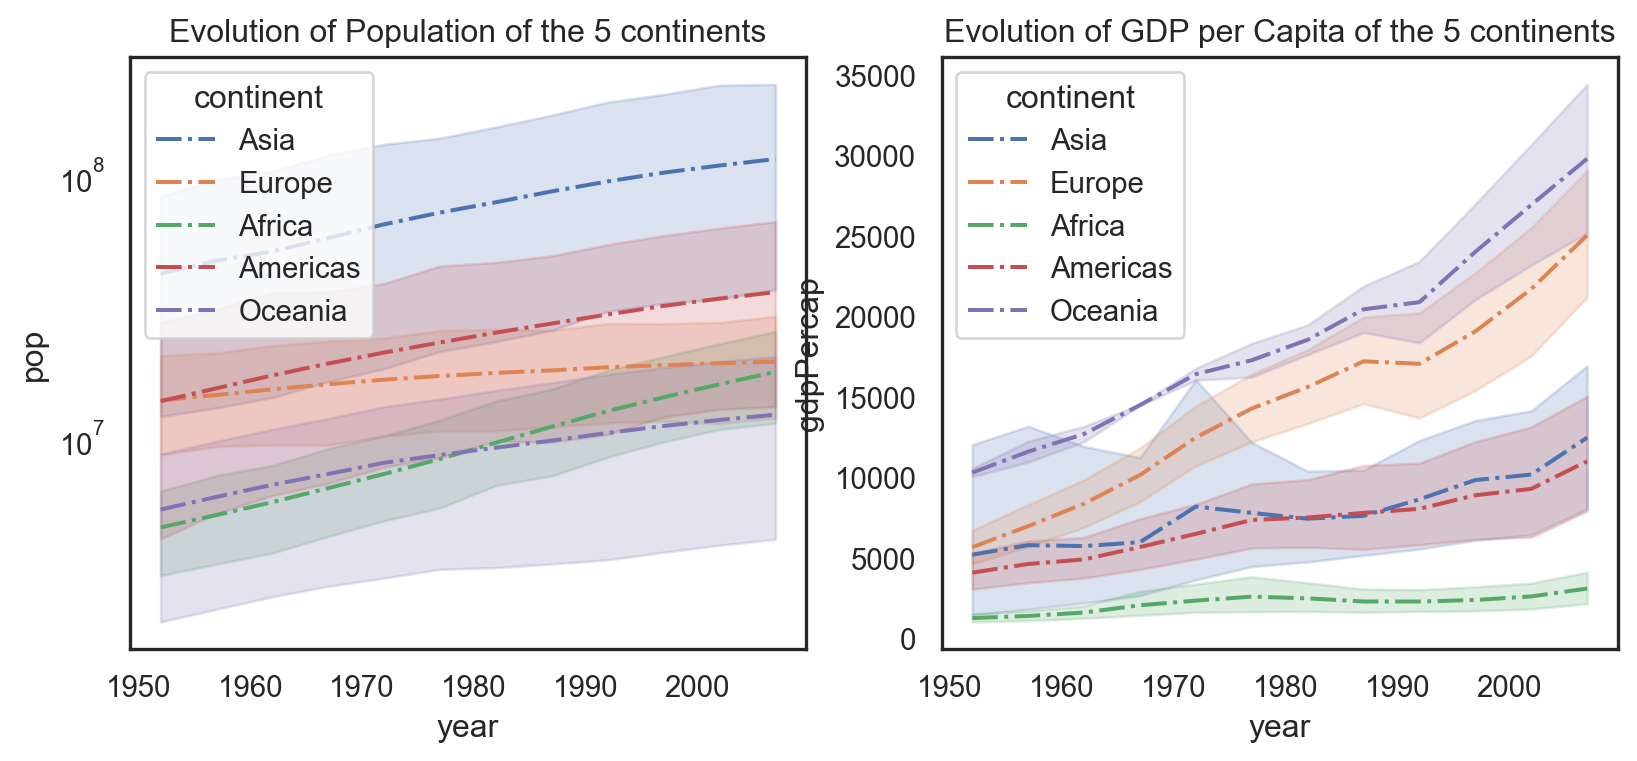 Evolution of Population of the 5 continents
continent
Asia
Europe
Africa
Americas
Oceania
10⁸
10⁷
pop
1950 1960 1970 1980 1990 2000
year
Evolution of GDP per Capita of the 5 continents
continent
Asia
Europe
Africa
Americas
Oceania
35000
30000
25000
20000
15000
10000
5000
0
gdpPercap
1950 1960 1970 1980 1990 2000
year